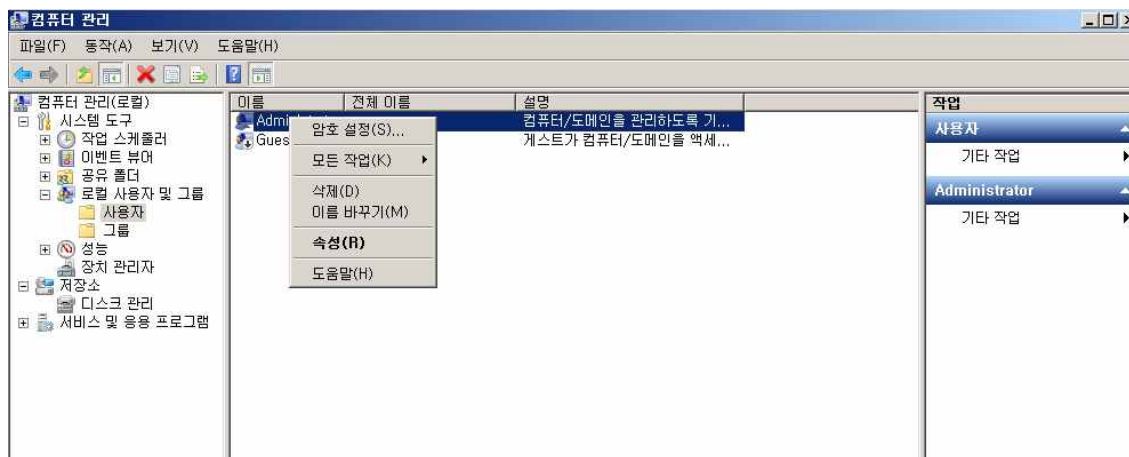 컴퓨터 관리
파일(F) 동작(A) 보기(V) 도움말(H)
컴퓨터 관리(로컬)
시스템 도구
작업 스케줄러
이벤트 뷰어
공유 폴더
로컬 사용자 및 그룹
사용자
그룹
성능
장치 관리자
저장소
디스크 관리
서비스 및 응용 프로그램
이름 전체 이름 설명
컴퓨터/도메인을 관리하도록 기...
게스트가 컴퓨터/도메인을 액세...
암호 설정(S)...
모든 작업(K)
삭제(D)
이름 바꾸기(M)
속성(R)
도움말(H)
작업
사용자
기타 작업
Administrator
기타 작업